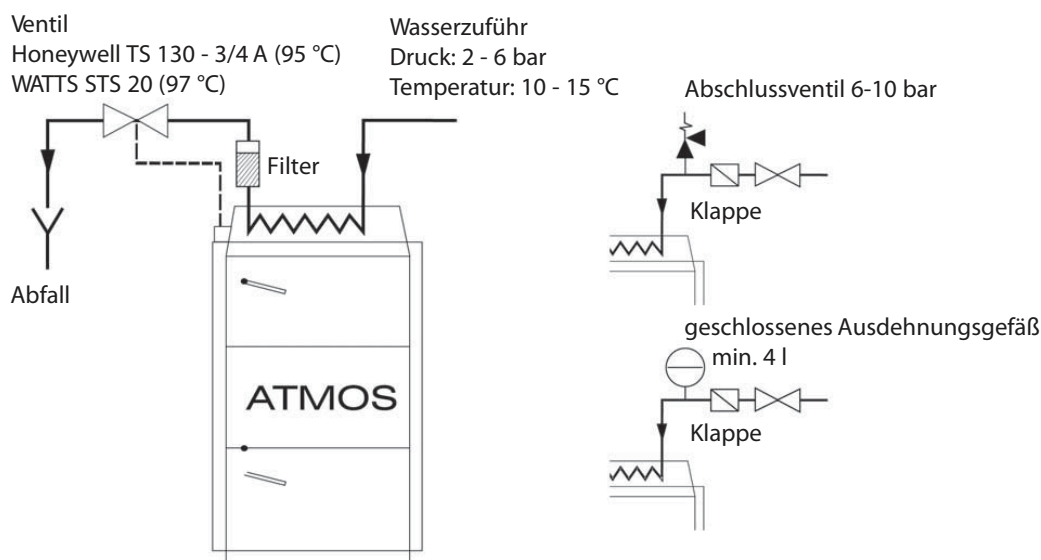 Ventil
Honeywell TS 130 - 3/4 A (95 °C)
WATTS STS 20 (97 °C)
Wasserzuführ
Druck: 2 - 6 bar
Temperatur: 10 - 15 °C
Abschlussventil 6-10 bar
Filter
Klappe
Abfall
geschlossenes Ausdehnungsgefäß
min. 4 l
ATMOS
Klappe